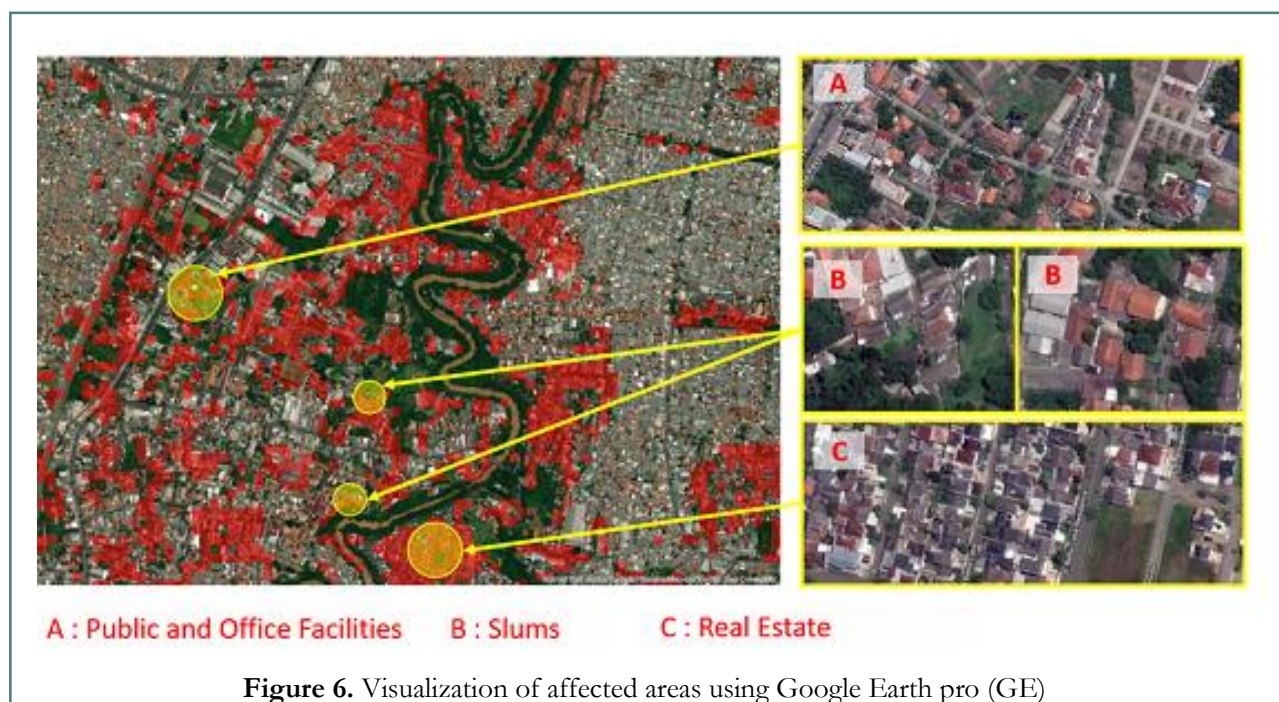 A
B
B
C
A : Public and Office Facilities B : Slums C : Real Estate
Figure 6. Visualization of affected areas using Google Earth pro (GE)